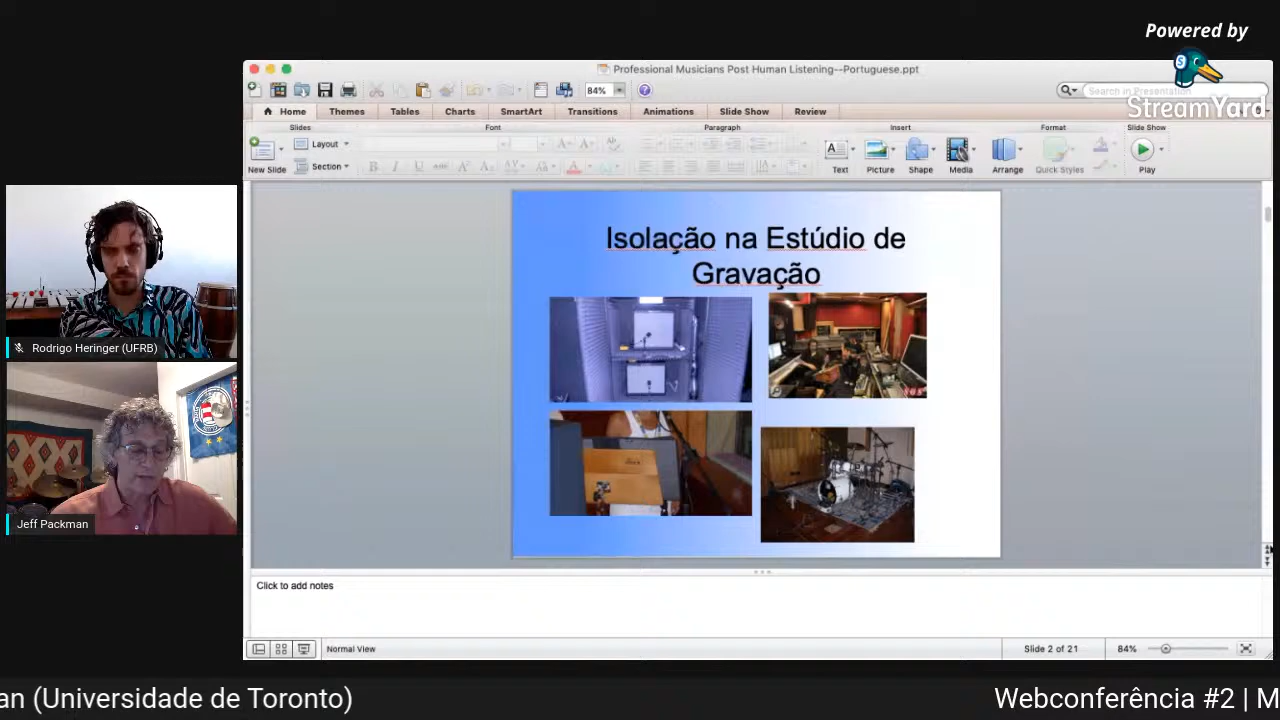 Powered by
StreamYard
Professional Musicians Post Human Listening--Portuguese.ppt
84%
Search in Presentation
Home
Themes
Tables
Charts
SmartArt
Transitions
Animations
Slide Show
Review
Slides
Font
Paragraph
Insert
Format
Slide Show
New Slide
Layout
Section
Text
Picture
Shape
Media
Arrange
Quick Styles
Play
Isolação na Estúdio de
Gravação
Rodrigo Heringer (UFRB)
Jeff Packman
Click to add notes
Normal View
Slide 2 of 21
84%
an (Universidade de Toronto)
Webconferência #2 | M